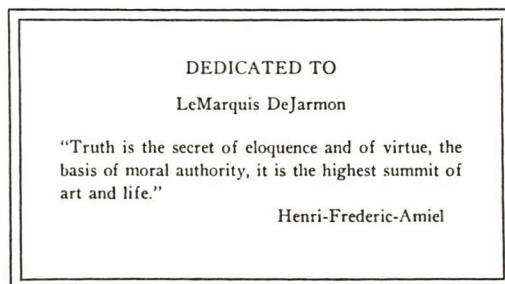 DEDICATED TO
LeMarquis DeJarmon
“Truth is the secret of eloquence and of virtue, the
basis of moral authority, it is the highest summit of
art and life.”
Henri-Frederic-Amiel